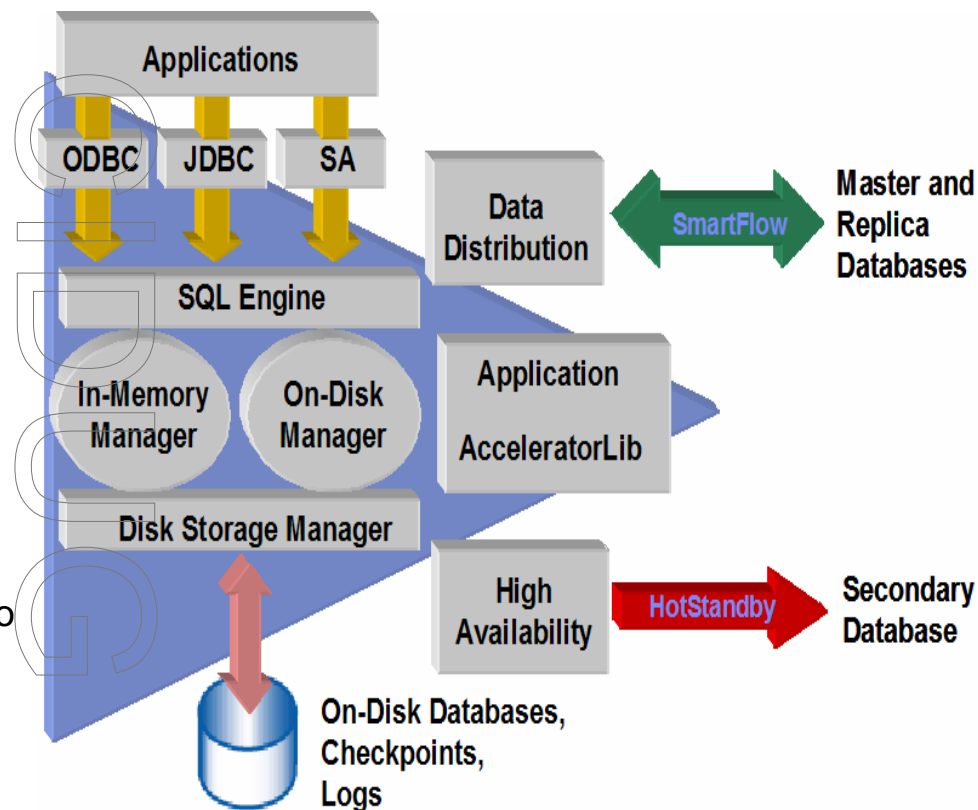 Applications
ODBC
JDBC
SA
SQL Engine
In-Memory
Manager
On-Disk
Manager
Disk Storage Manager
Data
Distribution
SmartFlow
Master and
Replica
Databases
Application
AcceleratorLib
High
Availability
HotStandby
Secondary
Database
On-Disk Databases,
Checkpoints,
Logs
o
GUIDUG